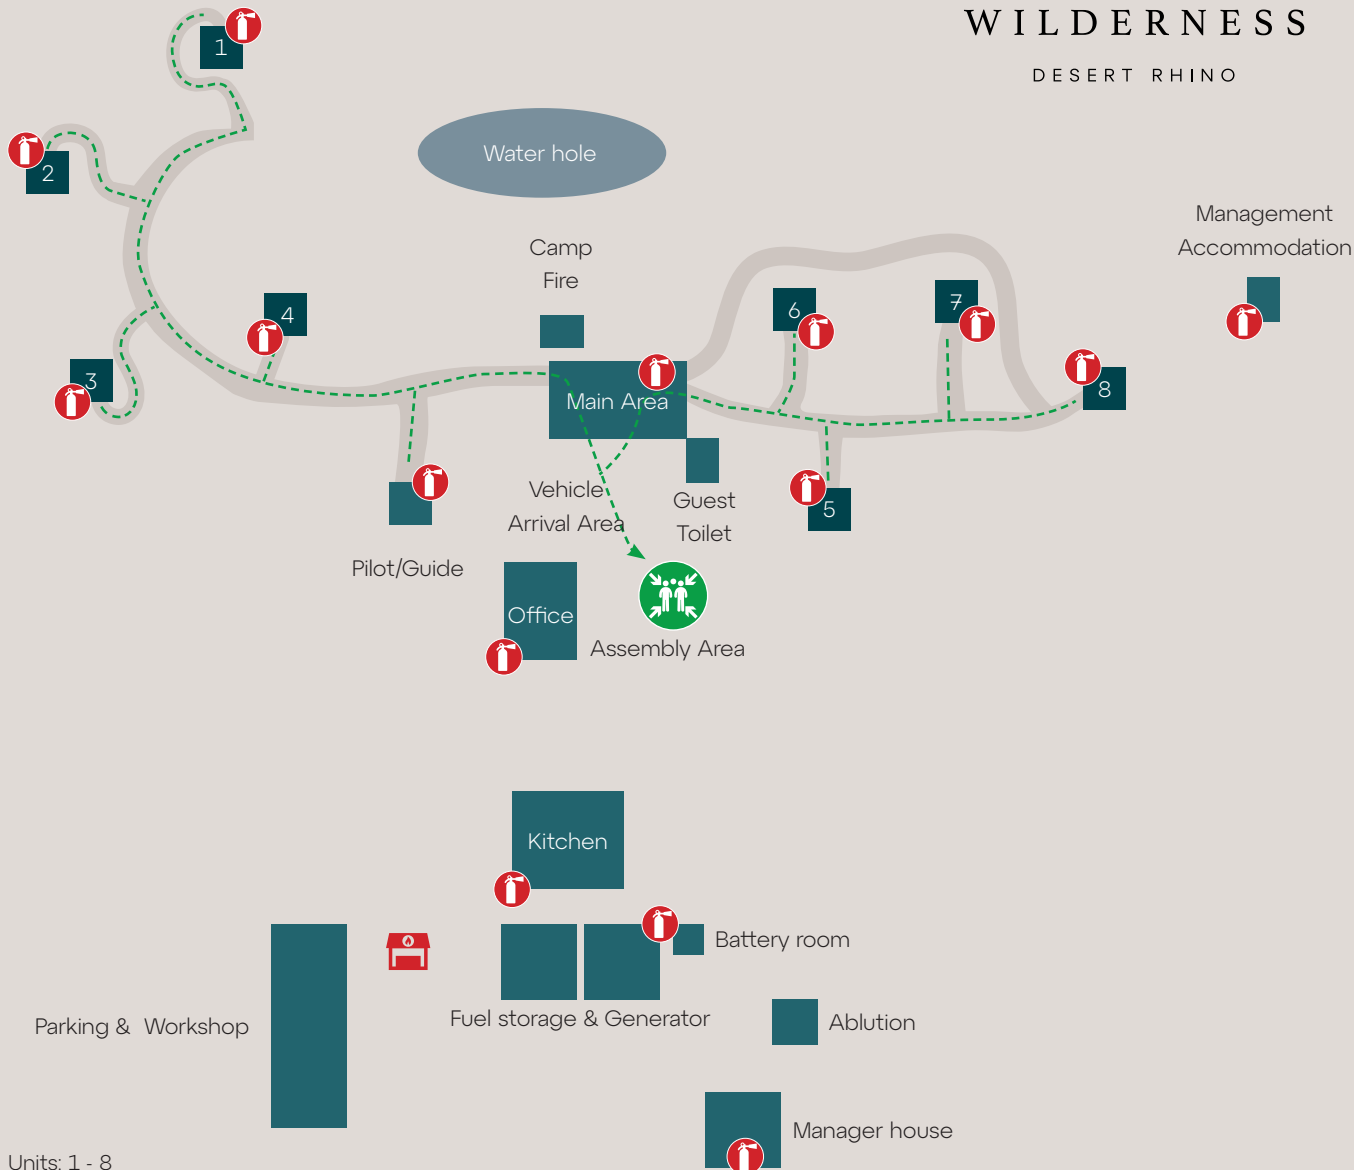 WILDERNESS
DESERT RHINO
1
2
Water hole
Management
Accommodation
Camp
Fire
4
6
7
3
8
Main Area
Vehicle
Arrival Area
Guest
Toilet
5
Pilot/Guide
Office
Assembly Area
Kitchen
Battery room
Fuel storage & Generator
Parking & Workshop
Ablution
Manager house
Units: 1 - 8